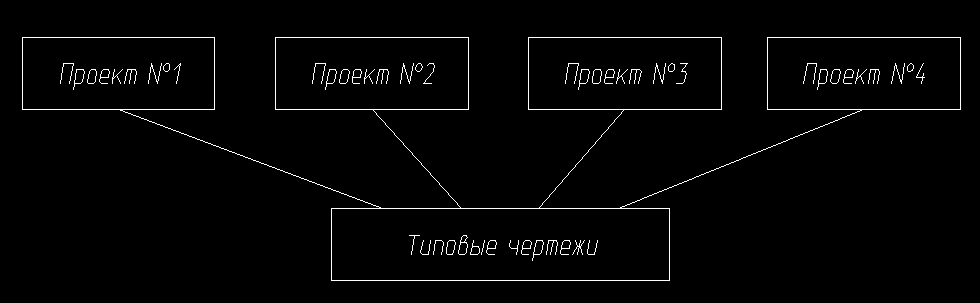 Проект №1
Проект №2
Проект №3
Проект №4
Типовые чертежи